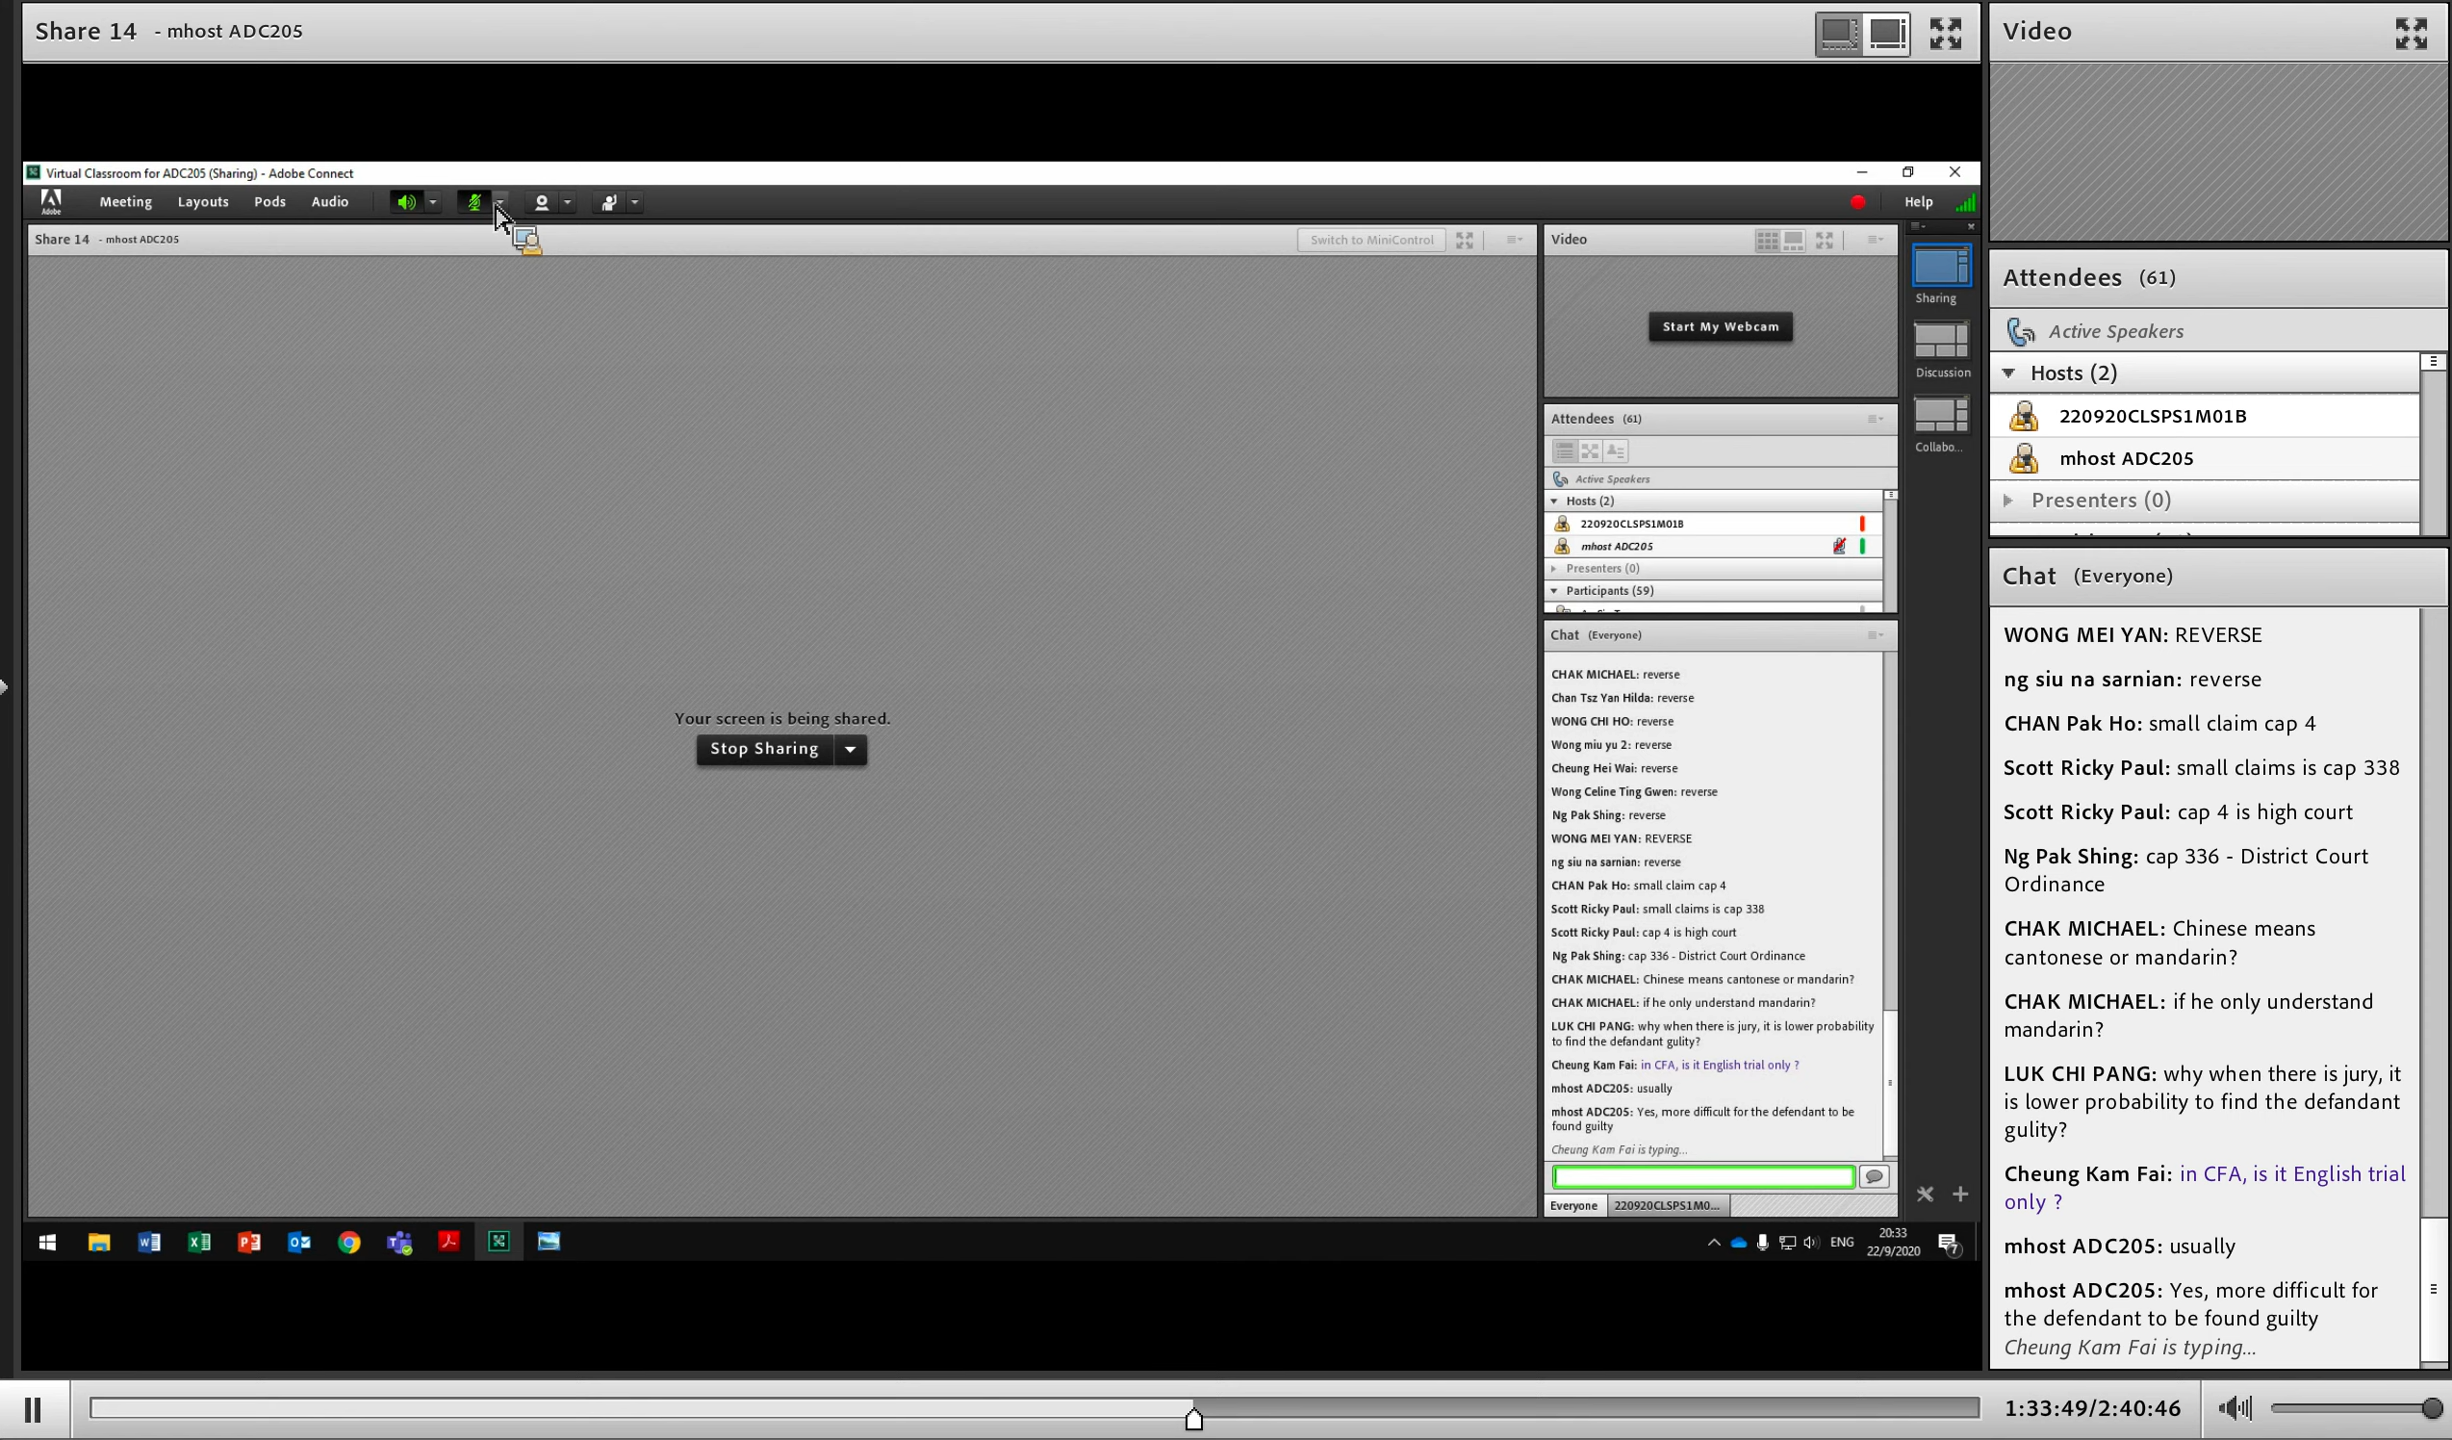 Share 14 - mhost ADC205
Video
Virtual Classroom for ADC205 (Sharing) - Adobe Connect
Adobe
Meeting
Layouts
Pods
Audio
Help
Share 14 - mhost ADC205
Switch to MiniControl
Your screen is being shared.
Stop Sharing
Video
Start My Webcam
Attendees (61)
Active Speakers
Hosts (2)
220920CLSPS1M01B
mhost ADC205
Presenters (0)
Participants (59)
Chat (Everyone)
CHAK MICHAEL: reverse
Chan Tsz Yan Hilda: reverse
WONG CHI HO: reverse
Wong miu yu 2: reverse
Cheung Hei Wai: reverse
Wong Celine Ting Gwen: reverse
Ng Pak Shing: reverse
WONG MEI YAN: REVERSE
ng siu na sarnian: reverse
CHAN Pak Ho: small claim cap 4
Scott Ricky Paul: small claims is cap 338
Scott Ricky Paul: cap 4 is high court
Ng Pak Shing: cap 336 - District Court Ordinance
CHAK MICHAEL: Chinese means cantonese or mandarin?
CHAK MICHAEL: if he only understand mandarin?
LUK CHI PANG: why when there is jury, it is lower probability
to find the defandant gulity?
Cheung Kam Fai: in CFA, is it English trial only ?
mhost ADC205: usually
mhost ADC205: Yes, more difficult for the defendant to be
found guilty
Cheung Kam Fai is typing...
Everyone
220920CLSPS1M0...
Sharing
Discussion
Collabo...
ENG
20:33
22/9/2020
7
Attendees (61)
Active Speakers
Hosts (2)
220920CLSPS1M01B
mhost ADC205
Presenters (0)
Chat (Everyone)
WONG MEI YAN: REVERSE
ng siu na sarnian: reverse
CHAN Pak Ho: small claim cap 4
Scott Ricky Paul: small claims is cap 338
Scott Ricky Paul: cap 4 is high court
Ng Pak Shing: cap 336 - District Court
Ordinance
CHAK MICHAEL: Chinese means
cantonese or mandarin?
CHAK MICHAEL: if he only understand
mandarin?
LUK CHI PANG: why when there is jury, it
is lower probability to find the defandant
gulity?
Cheung Kam Fai: in CFA, is it English trial
only ?
mhost ADC205: usually
mhost ADC205: Yes, more difficult for
the defendant to be found guilty
Cheung Kam Fai is typing...
1:33:49/2:40:46